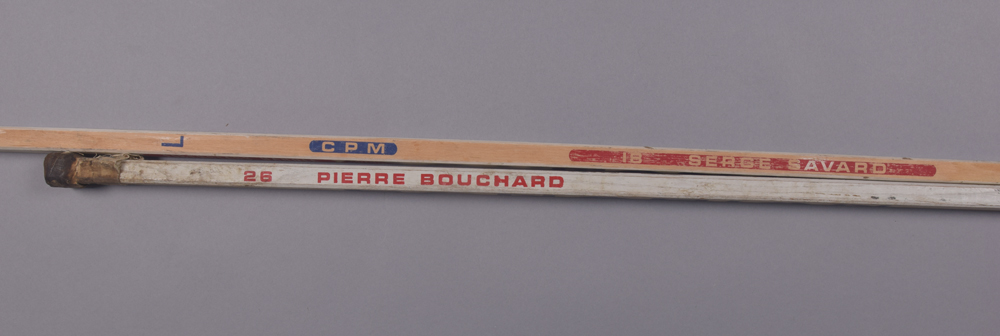 L
CPM
18 SERGE SAVARD
26 PIERRE BOUCHARD